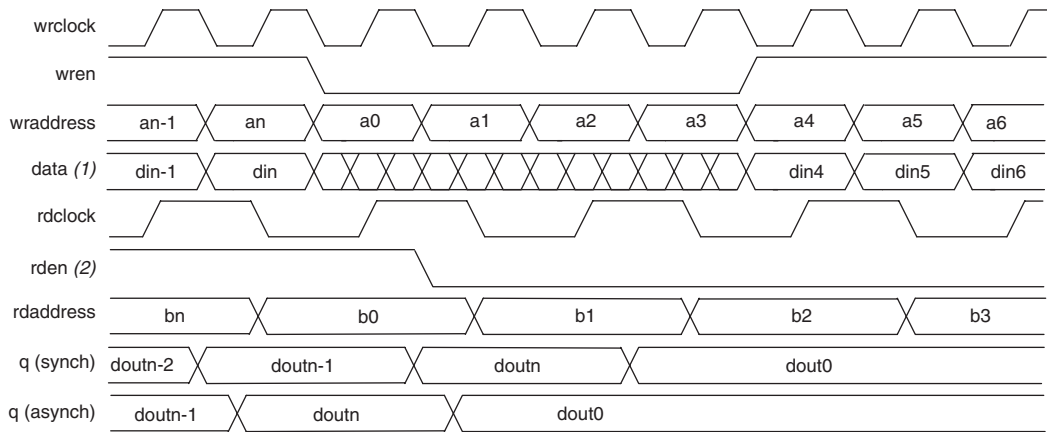 wrclock
wren
wraddress an-1 an a0 a1 a2 a3 a4 a5 a6
data (1) din-1 din din4 din5 din6
rdclock
rden (2)
rdaddress bn b0 b1 b2 b3
q (synch) doutn-2 doutn-1 doutn dout0
q (asynch) doutn-1 doutn dout0